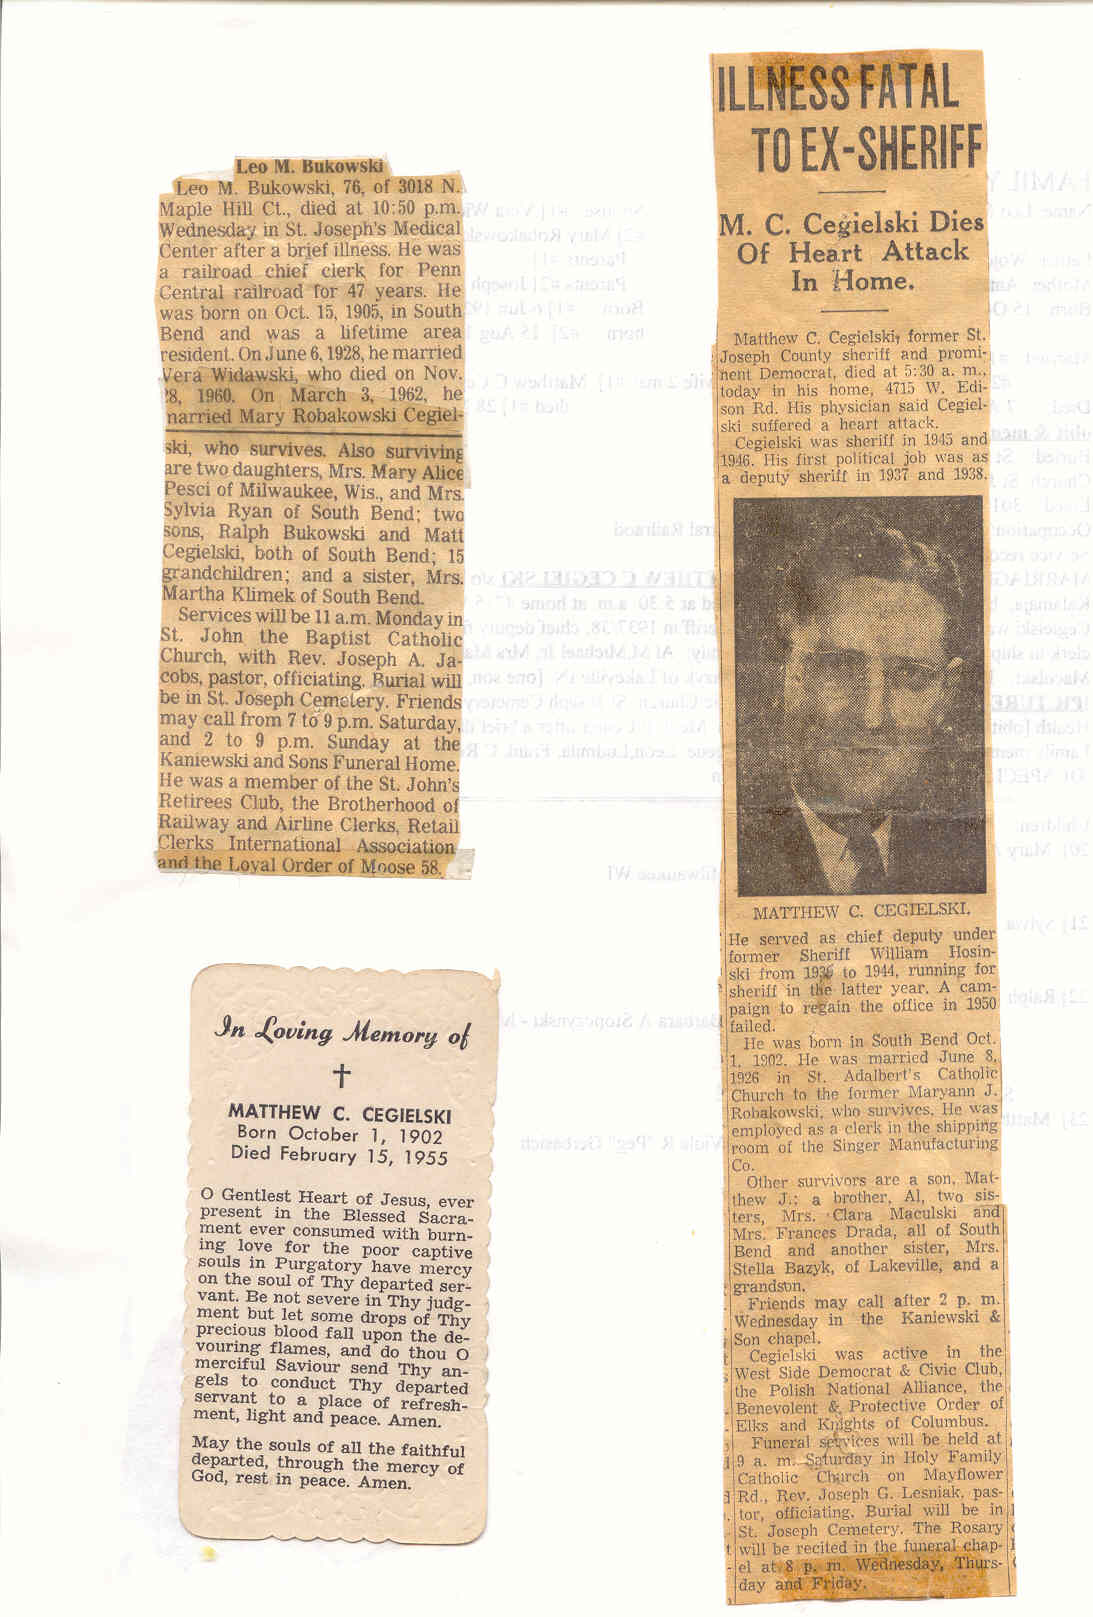 Leo M. Bukowski
Leo M. Bukowski, 76, of 3018 N.
Maple Hill Ct., died at 10:50 p.m.
Wednesday in St. Joseph's Medical
Center after a brief illness. He was
a railroad chief clerk for Penn
Central railroad for 47 years. He
was born on Oct. 15, 1905, in South
Bend and was a lifetime area
resident. On June 6, 1928, he married
Vera Widawski, who died on Nov.
28, 1960. On March 3, 1962, he
married Mary Robakowski Cegiel-
ski, who survives. Also surviving
are two daughters, Mrs. Mary Alice
Pesci of Milwaukee, Wis., and Mrs.
Sylvia Ryan of South Bend; two
sons, Ralph Bukowski and Matt
Cegielski, both of South Bend; 15
grandchildren; and a sister, Mrs.
Martha Klimek of South Bend.
Services will be 11 a.m. Monday in
St. John the Baptist Catholic
Church, with Rev. Joseph A. Ja-
cobs, pastor, officiating. Burial will
be in St. Joseph Cemetery. Friends
may call from 7 to 9 p.m. Saturday,
and 2 to 9 p.m. Sunday at the
Kaniewski and Sons Funeral Home.
He was a member of the St. John's
Retirees Club, the Brotherhood of
Railway and Airline Clerks, Retail
Clerks International Association
and the Loyal Order of Moose 58.
In Loving Memory of
MATTHEW C. CEGIELSKI
Born October 1, 1902
Died February 15, 1955
O Gentlest Heart of Jesus, ever
present in the Blessed Sacra-
ment ever consumed with burn-
ing love for the poor captive
souls in Purgatory have mercy
on the soul of Thy departed ser-
vant. Be not severe in Thy judg-
ment but let some drops of Thy
precious blood fall upon the de-
vouring flames, and do thou O
merciful Saviour send Thy an-
gels to conduct Thy departed
servant to a place of refresh-
ment, light and peace. Amen.
May the souls of all the faithful
departed, through the mercy of
God, rest in peace. Amen.
ILLNESS FATAL
TO EX-SHERIFF
M. C. Cegielski Dies
Of Heart Attack
In Home.
Matthew C. Cegielski, former St.
Joseph County sheriff and promi-
nent Democrat, died at 5:30 a. m.,
today in his home, 4715 W. Edi-
son Rd. His physician said Cegiel-
ski suffered a heart attack.
Cegielski was sheriff in 1945 and
1946. His first political job was as
a deputy sheriff in 1937 and 1938.
MATTHEW C. CEGIELSKI.
He served as chief deputy under
former Sheriff William Hosin-
ski from to 1944, running for
sheriff in the latter year. A cam-
paign to regain the office in 1950
failed.
He was born in South Bend Oct.
1, 1902. He was married June 8,
1926 in St. Adalbert's Catholic
Church to the former Maryann J.
Robakowski, who survives. He was
employed as a clerk in the shipping
room of the Singer Manufacturing
Co.
Other survivors are a son, Mat-
thew J.; a brother, Al, two sis-
ters, Mrs. Clara Maculski and
Mrs. Frances Drada, all of South
Bend and another sister, Mrs.
Stella Bazyk, of Lakeville, and a
grandson.
Friends may call after 2 p. m.
Wednesday in the Kaniewski &
Son chapel.
Cegielski was active in the
West Side Democrat & Civic Club,
the Polish National Alliance, the
Benevolent & Protective Order of
Elks and Knights of Columbus.
Funeral services will be held at
9 a. m. Saturday in Holy Family
Catholic Church on Mayflower
Rd., Rev. Joseph G. Lesniak, pas-
tor, officiating. Burial will be in
St. Joseph Cemetery. The Rosary
will be recited in the funeral chap-
el at 8 p. m. Wednesday, Thurs-
day and Friday.